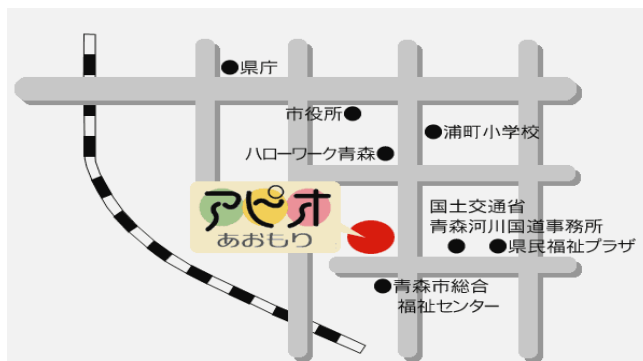 県庁
市役所
浦町小学校
ハローワーク青森
アピオ
あおもり
国土交通省
青森河川国道事務所
県民福祉プラザ
青森市総合
福祉センター